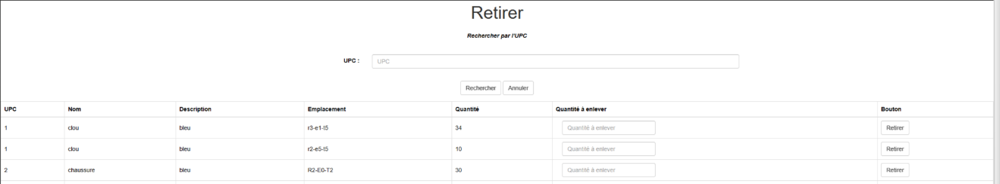 Retirer
Rechercher par l'UPC
UPC : UPC
Rechercher Annuler
UPC Nom Description Emplacement Quantité Quantité à enlever Bouton
1 clou bleu r3-e1-t5 34 Quantité à enlever Retirer
1 clou bleu r2-e5-t5 10 Quantité à enlever Retirer
2 chaussure bleu R2-E0-T2 30 Quantité à enlever Retirer